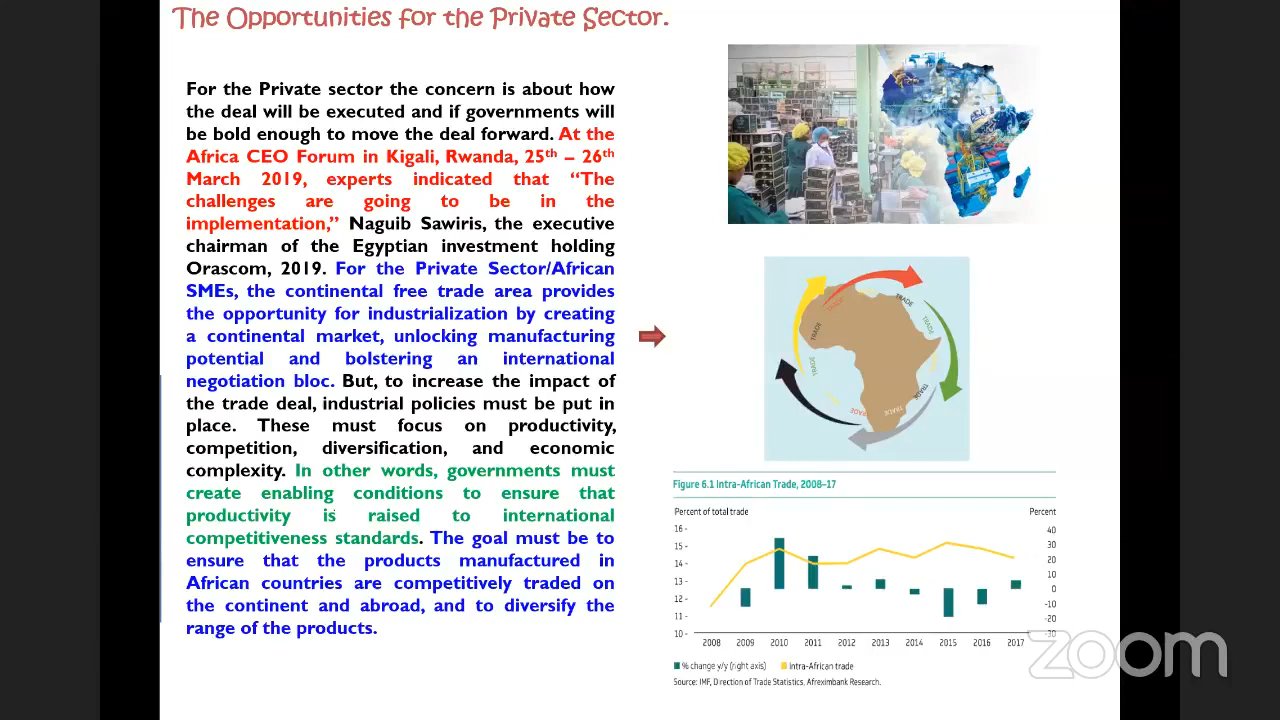 The Opportunities for the Private Sector.
For the Private sector the concern is about how
the deal will be executed and if governments will
be bold enough to move the deal forward. At the
Africa CEO Forum in Kigali, Rwanda, 25th – 26th
March 2019, experts indicated that “The
challenges are going to be in the
implementation,” Naguib Sawiris, the executive
chairman of the Egyptian investment holding
Orascom, 2019. For the Private Sector/African
SMEs, the continental free trade area provides
the opportunity for industrialization by creating
a continental market, unlocking manufacturing
potential and bolstering an international
negotiation bloc. But, to increase the impact of
the trade deal, industrial policies must be put in
place. These must focus on productivity,
competition, diversification, and economic
complexity. In other words, governments must
create enabling conditions to ensure that
productivity is raised to international
competitiveness standards. The goal must be to
ensure that the products manufactured in
African countries are competitively traded on
the continent and abroad, and to diversify the
range of the products.
TRADE
TRADE
TRADE
TRADE
TRADE
TRADE
TRADE
TRADE
Figure 6.1 Intra-African Trade, 2008–17
Percent of total trade Percent
16 40
15 30
14 20
13 10
12 0
11 -10
10 -20
-30
2008 2009 2010 2011 2012 2013 2014 2015 2016 2017
% change y/y (right axis) Intra-African trade
Source: IMF, Direction of Trade Statistics, Afreximbank Research.
zoom